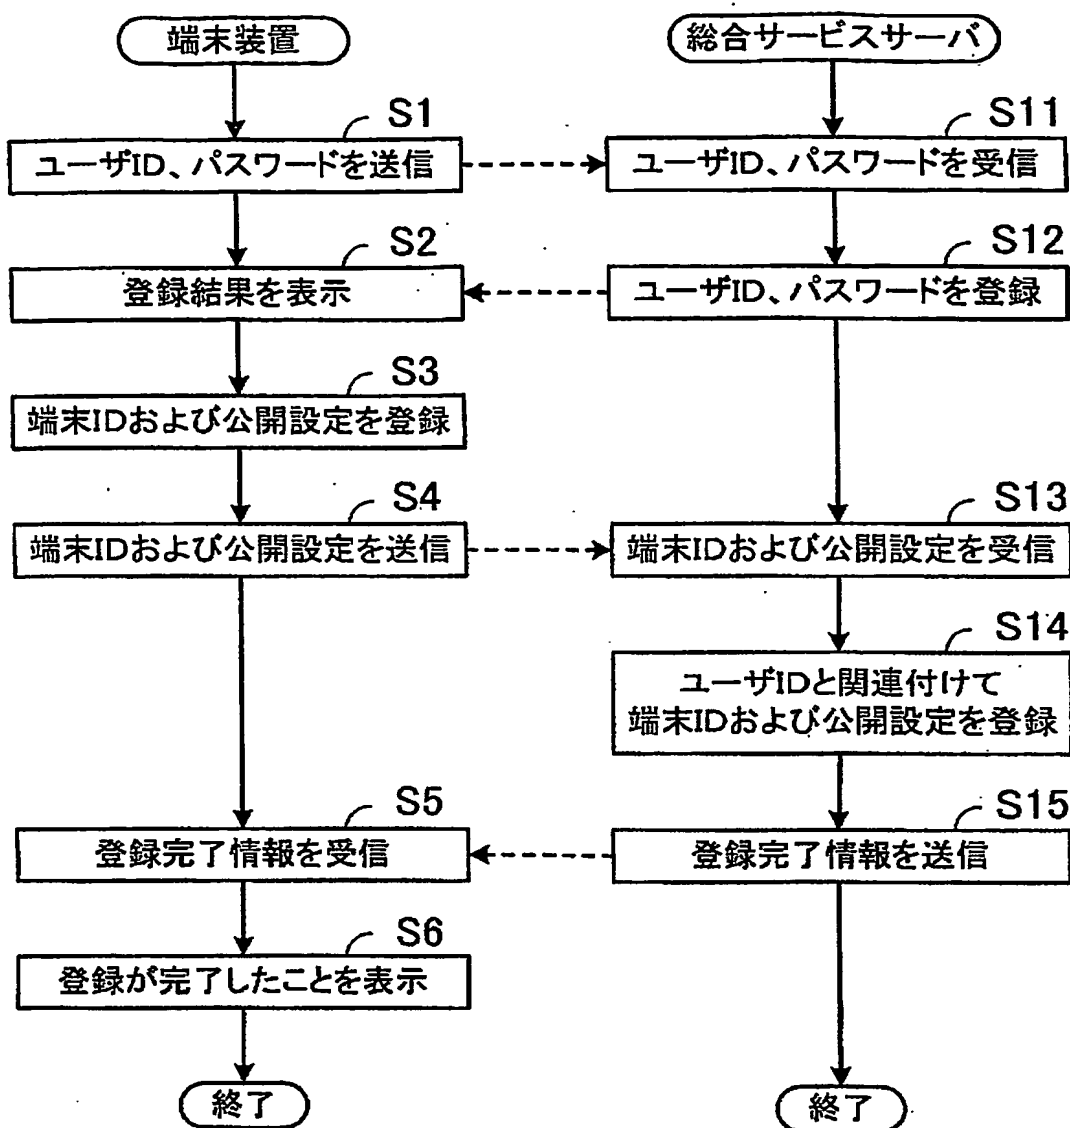 端末装置
S1
ユーザID、パスワードを送信
S2
登録結果を表示
S3
端末IDおよび公開設定を登録
S4
端末IDおよび公開設定を送信
S5
登録完了情報を受信
S6
登録が完了したことを表示
終了
総合サービスサーバ
S11
ユーザID、パスワードを受信
S12
ユーザID、パスワードを登録
S13
端末IDおよび公開設定を受信
S14
ユーザIDと関連付けて
端末IDおよび公開設定を登録
S15
登録完了情報を送信
終了